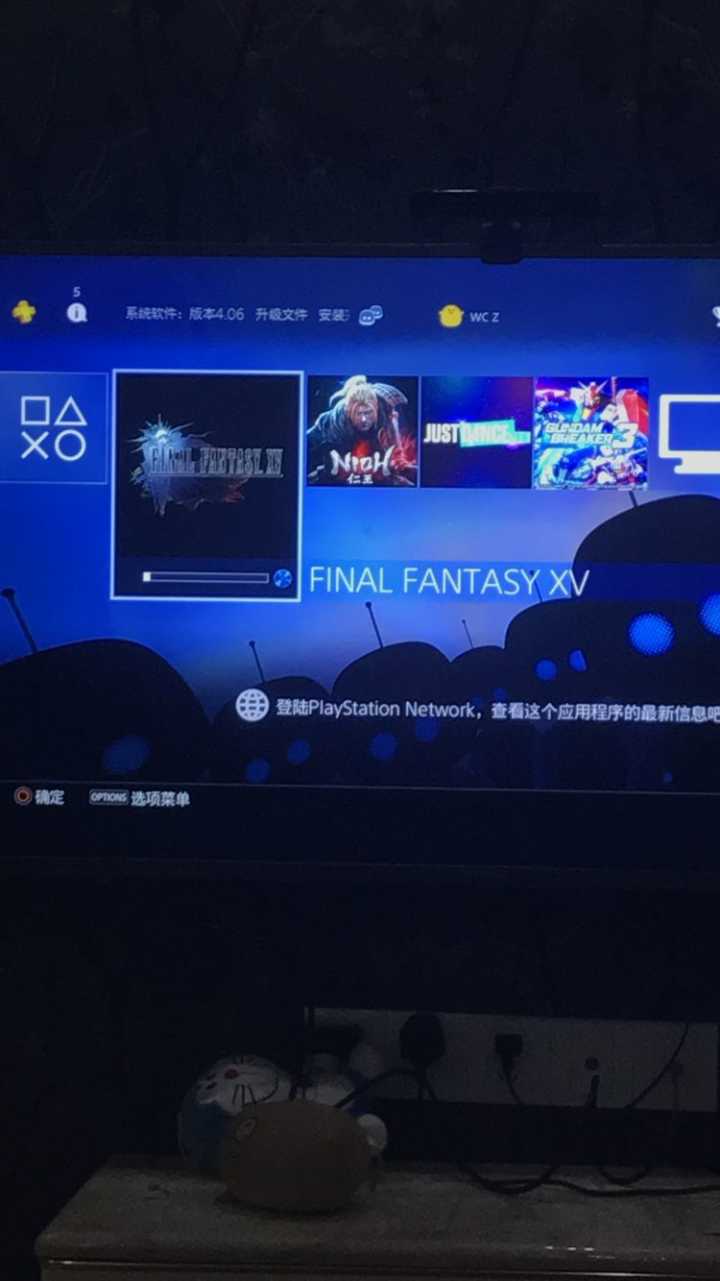 5
系统软件：版本4.06 升级文件 安装
WC Z
FINAL FANTASY XV
NIOH
仁王
JUST DANCE
GUNDAM
BREAKER 3
FINAL FANTASY XV
登陆PlayStation Network，查看这个应用程序的最新信息吧
确定
OPTIONS 选项菜单